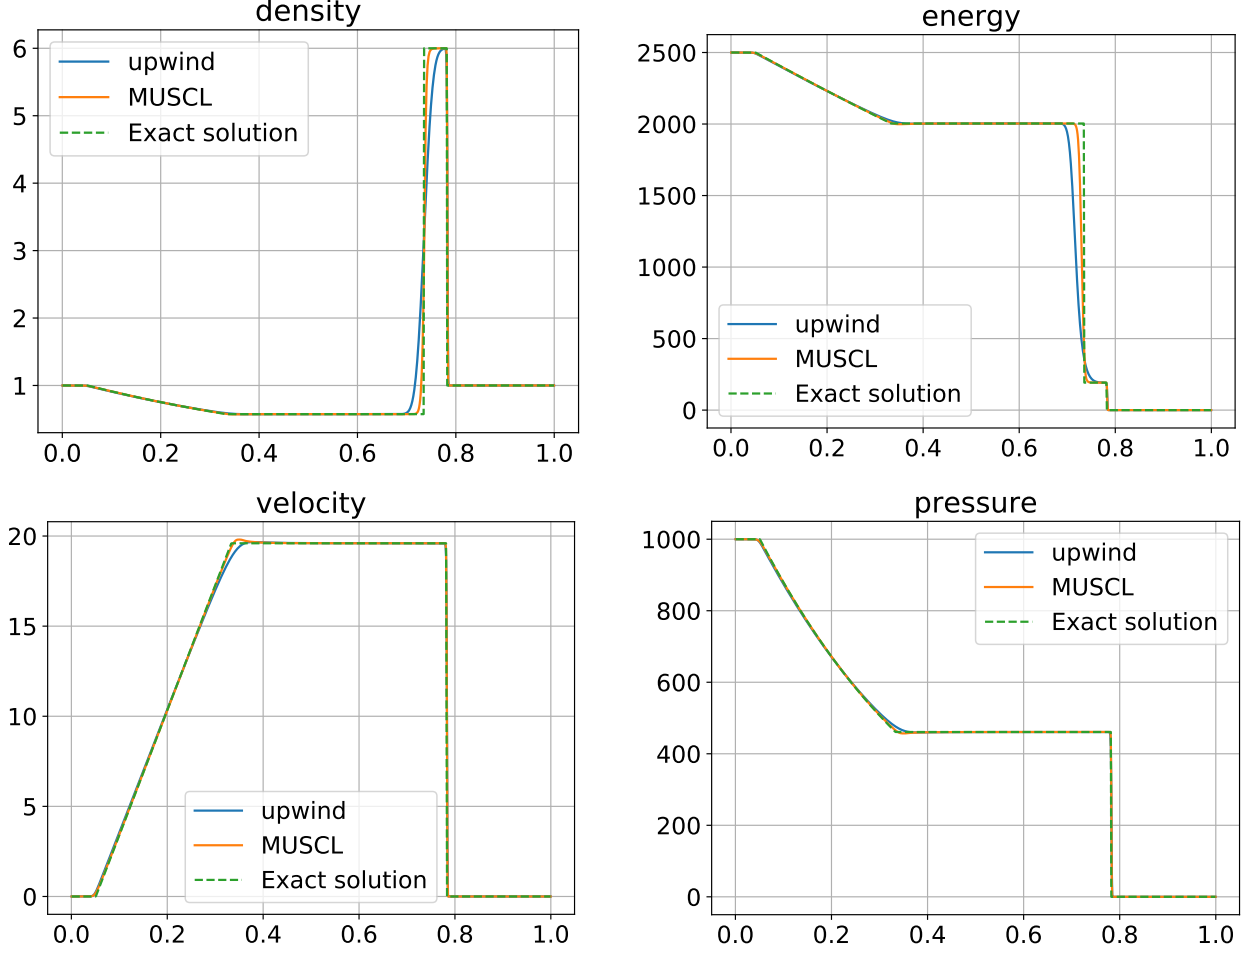 density
6
5
4
3
2
1
upwind
MUSCL
Exact solution
0.0 0.2 0.4 0.6 0.8 1.0
energy
2500
2000
1500
1000
500
0
upwind
MUSCL
Exact solution
0.0 0.2 0.4 0.6 0.8 1.0
velocity
20
15
10
5
0
upwind
MUSCL
Exact solution
0.0 0.2 0.4 0.6 0.8 1.0
pressure
1000
800
600
400
200
0
upwind
MUSCL
Exact solution
0.0 0.2 0.4 0.6 0.8 1.0